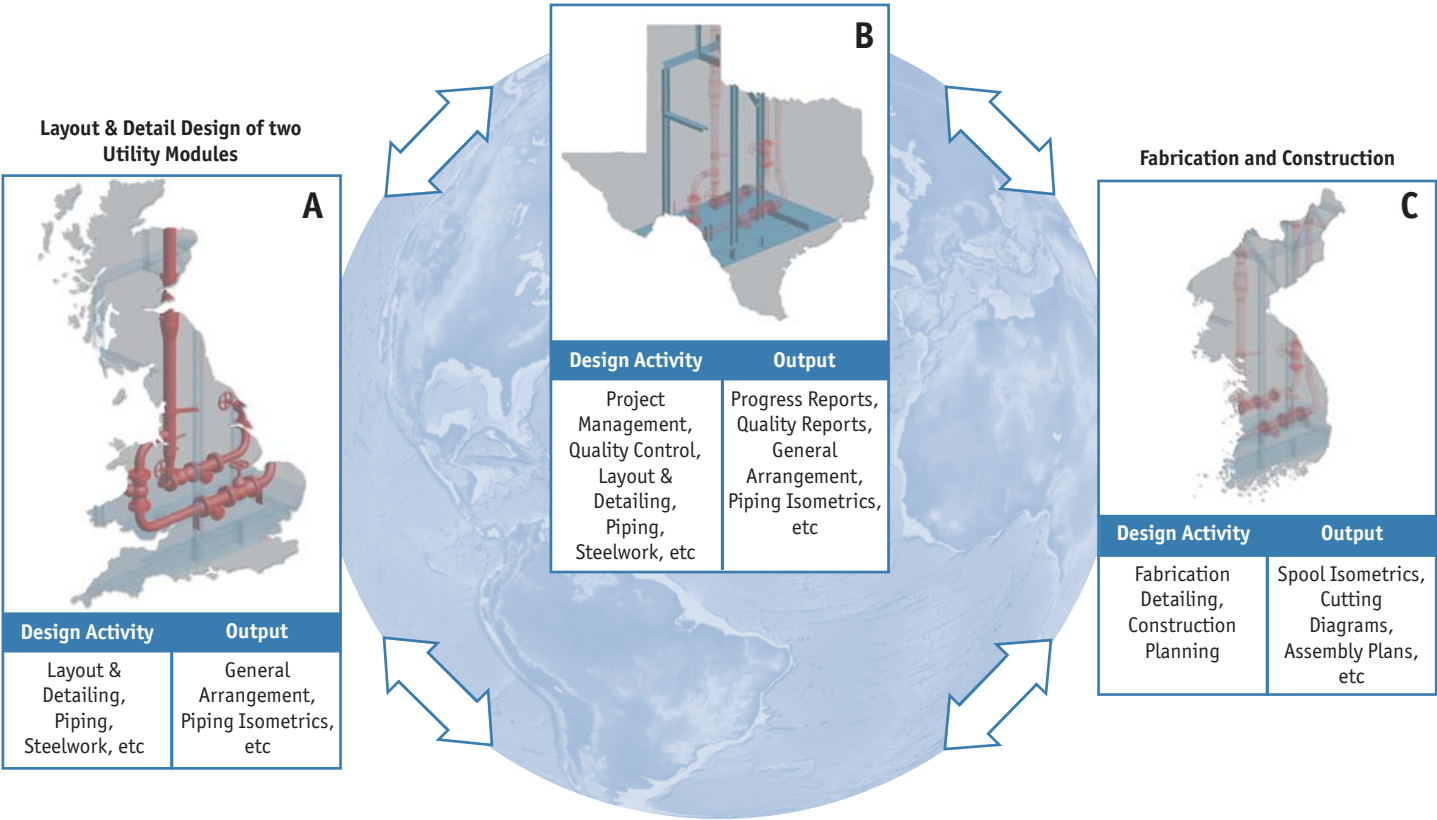 Layout & Detail Design of two
Utility Modules
A
Design Activity
Output
Layout &
Detailing,
Piping,
Steelwork, etc
General
Arrangement,
Piping Isometrics,
etc
B
Design Activity
Output
Project
Management,
Quality Control,
Layout &
Detailing,
Piping,
Steelwork, etc
Progress Reports,
Quality Reports,
General
Arrangement,
Piping Isometrics,
etc
Fabrication and Construction
C
Design Activity
Output
Fabrication
Detailing,
Construction
Planning
Spool Isometrics,
Cutting
Diagrams,
Assembly Plans,
etc